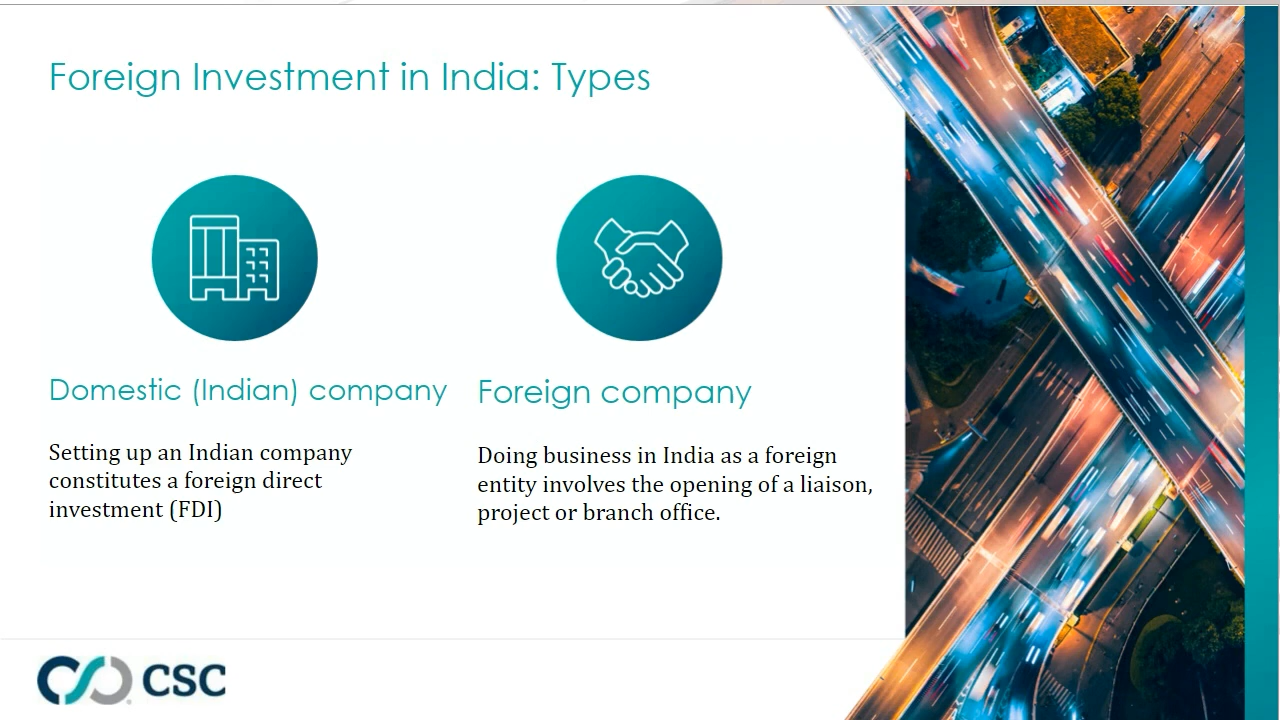 Foreign Investment in India: Types
Domestic (Indian) company
Setting up an Indian company
constitutes a foreign direct
investment (FDI)
Foreign company
Doing business in India as a foreign
entity involves the opening of a liaison,
project or branch office.
CSC